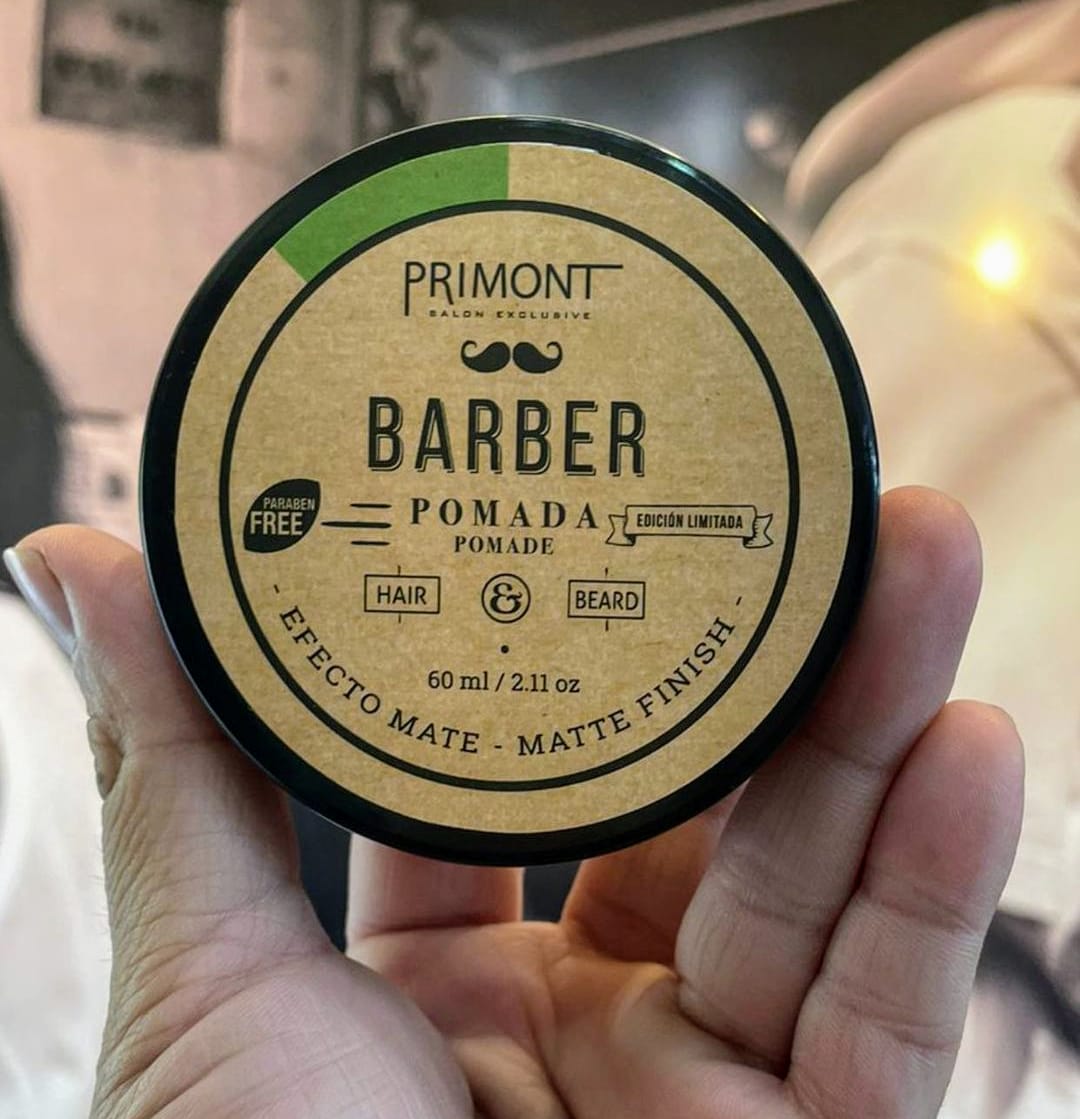 PRIMONT
SALON EXCLUSIVE
BARBER
PARABEN
FREE
POMADA
EDICIÓN LIMITADA
POMADE
HAIR & BEARD
60 ml / 2.11 oz
- EFECTO MATE - MATTE FINISH -